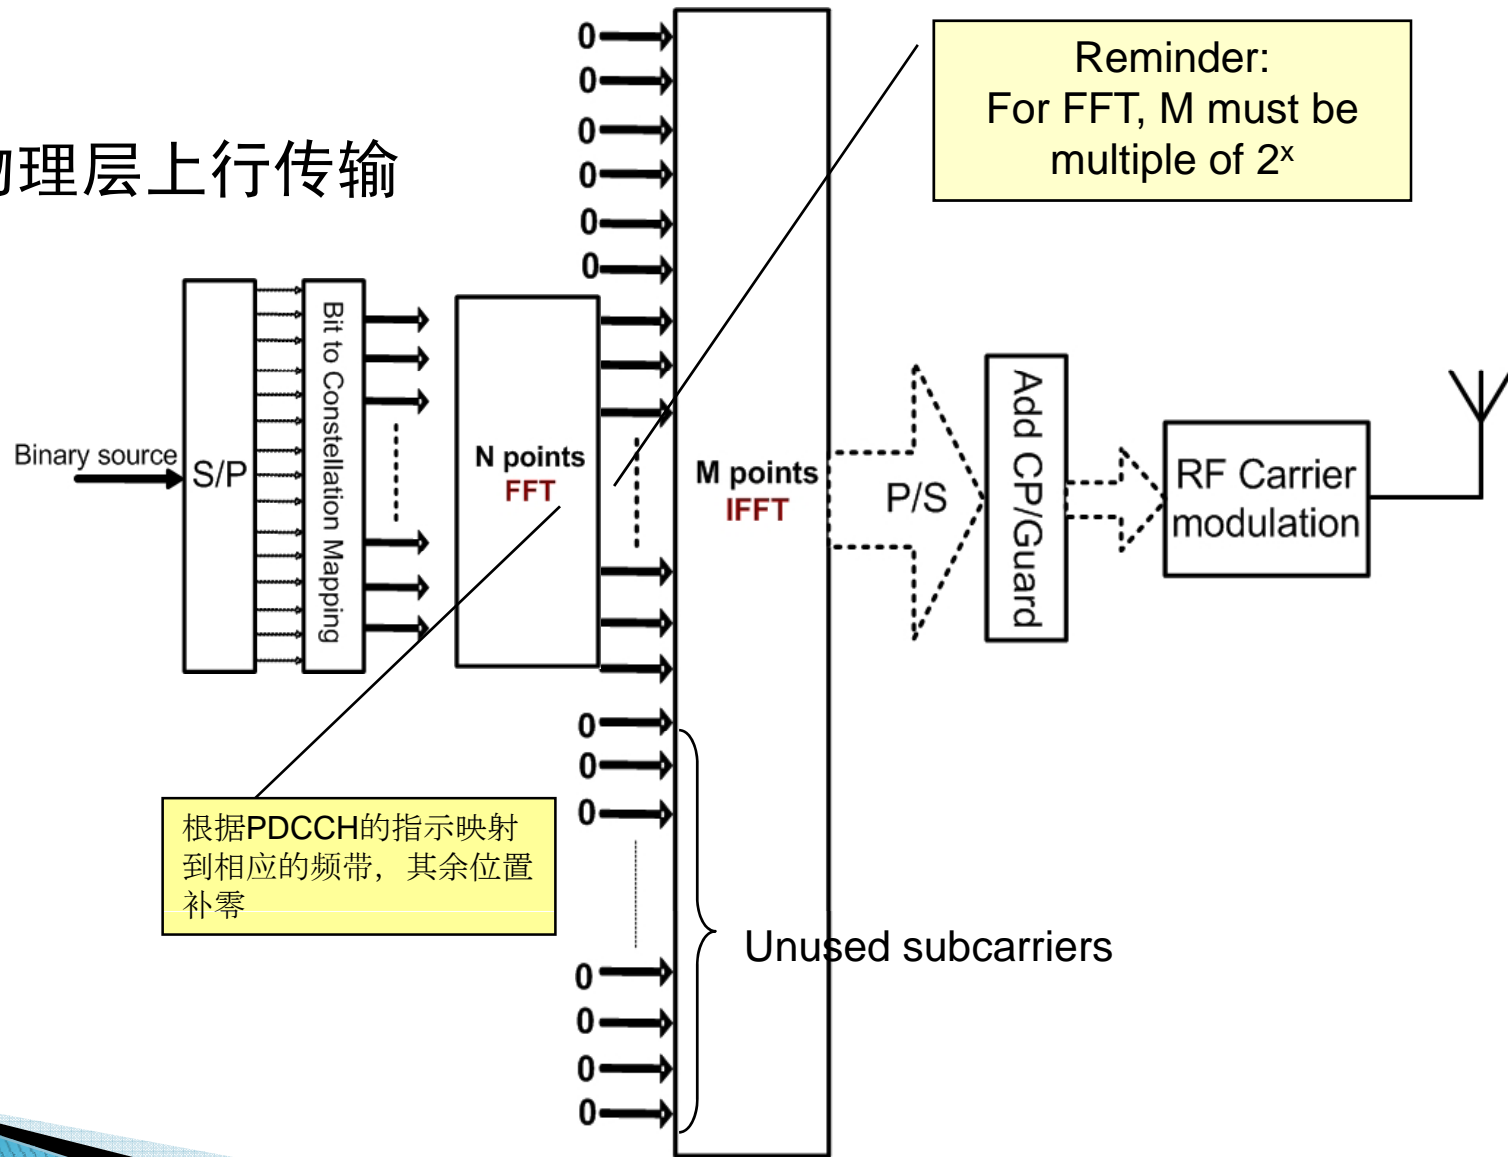 Reminder:
For FFT, M must be
multiple of 2ˣ
理层上行传输
0
0
0
0
0
0
Binary source
S/P
Bit to Constellation Mapping
N points
FFT
M points
IFFT
P/S
Add CP/Guard
RF Carrier
modulation
0
0
0
根据PDCCH的指示映射
到相应的频带，其余位置
补零
Unused subcarriers
0
0
0
0